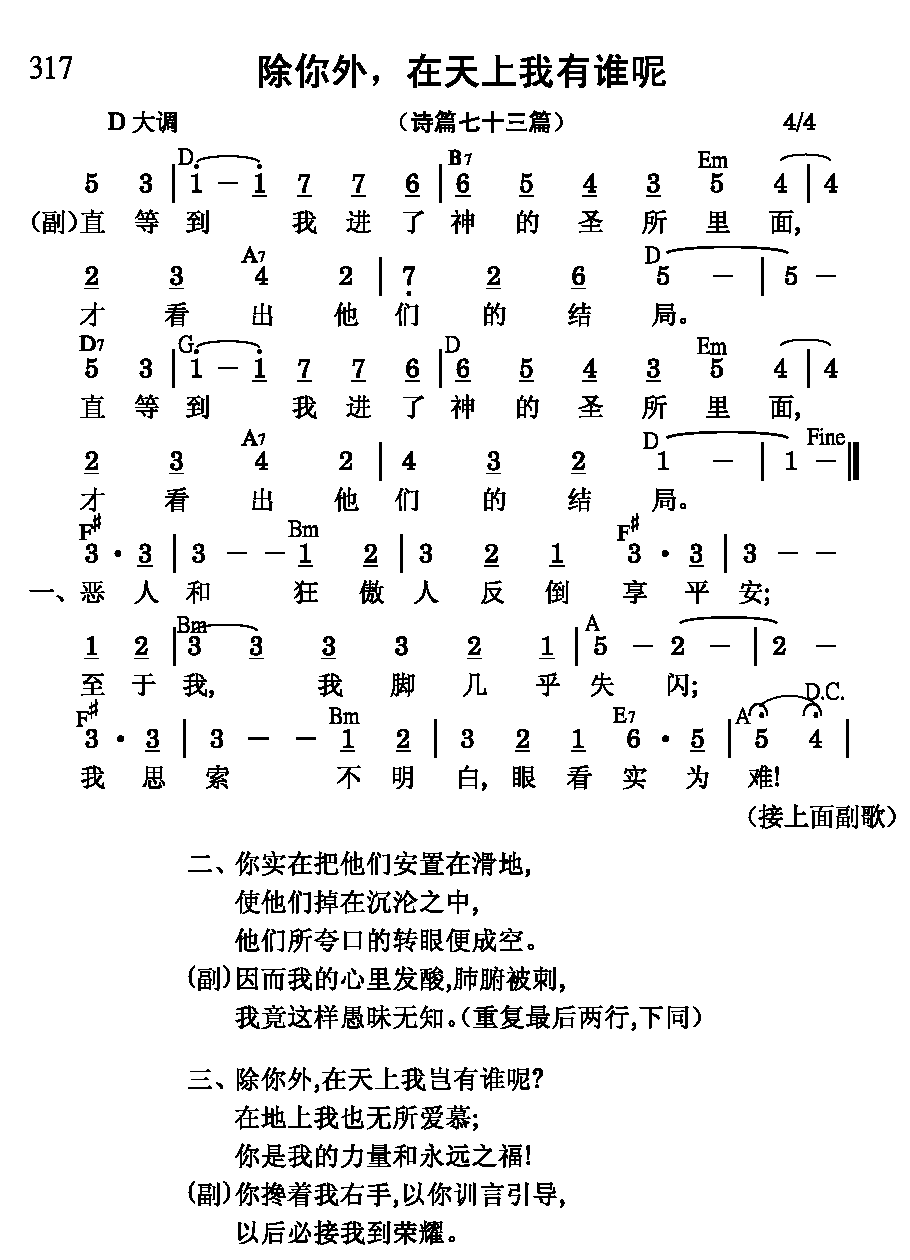 317
除你外，在天上我有谁呢
D 大调 （诗篇七十三篇） 4/4
D B7 Em
5 3 | 1 - 1 7 7 6 | 6 5 4 3 5 4 | 4
(副)直 等 到 我 进 了 神 的 圣 所 里 面,
A7 D
2 3 4 2 | 7 2 6 5 - | 5 -
才 看 出 他 们 的 结 局。
D7 G D Em
5 3 | 1 - 1 7 7 6 | 6 5 4 3 5 4 | 4
直 等 到 我 进 了 神 的 圣 所 里 面,
A7 D Fine
2 3 4 2 | 4 3 2 1 - | 1 - ‖
才 看 出 他 们 的 结 局。
F# Bm F#
3 · 3 | 3 - - 1 2 | 3 2 1 3 · 3 | 3 - -
一、恶 人 和 狂 傲 人 反 倒 享 平 安;
Bm A
1 2 | 3 3 3 3 2 1 | 5 - 2 - | 2 -
至 于 我, 我 脚 几 乎 失 闪;
F# Bm E7 A D.C.
3 · 3 | 3 - - 1 2 | 3 2 1 6 · 5 | 5 4 |
我 思 索 不 明 白, 眼 看 实 为 难!
（接上面副歌）
二、你实在把他们安置在滑地,
使他们掉在沉沦之中,
他们所夸口的转眼便成空。
(副)因而我的心里发酸,肺腑被刺,
我竟这样愚昧无知。（重复最后两行,下同）
三、除你外,在天上我岂有谁呢?
在地上我也无所爱慕;
你是我的力量和永远之福!
(副)你搀着我右手,以你训言引导,
以后必接我到荣耀。